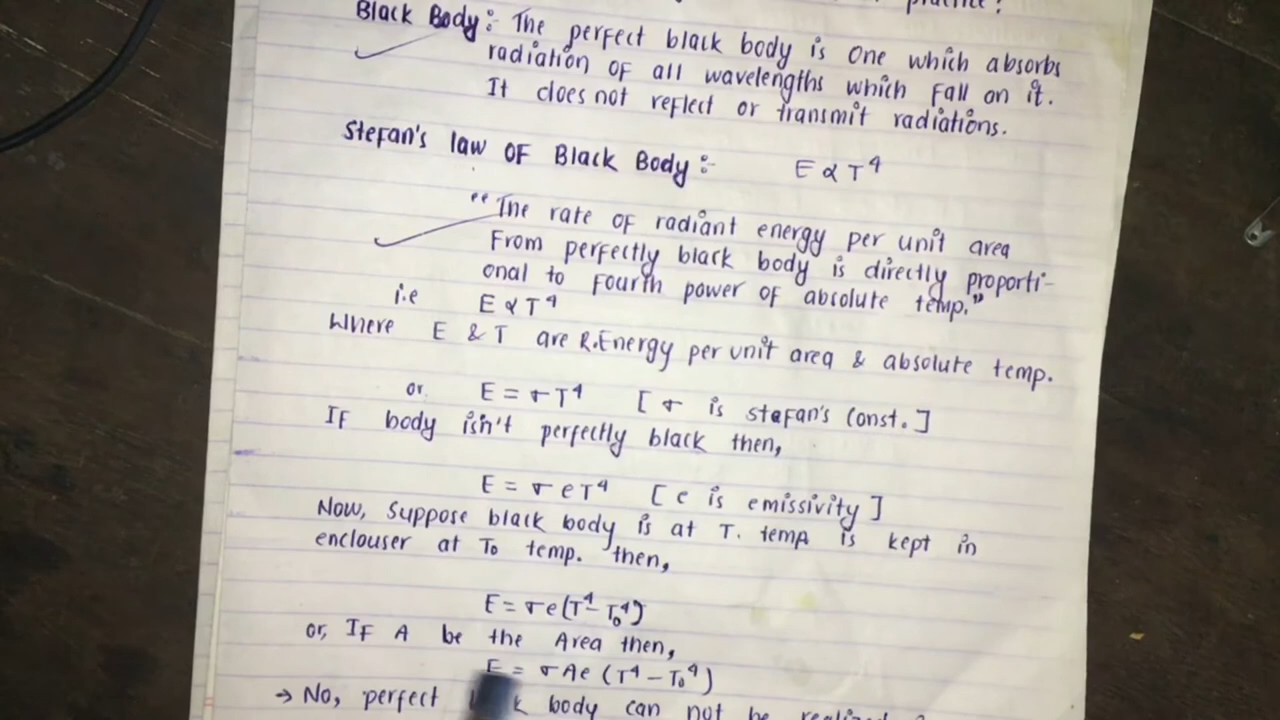 practice?
Black Body:- The perfect black body is one which absorbs
radiation of all wavelengths which fall on it.
It does not reflect or transmit radiations.
Stefan's law of Black Body:- E ∝ T⁴
"The rate of radiant energy per unit area
From perfectly black body is directly proporti-
onal to fourth power of absolute temp."
i.e E ∝ T⁴
Where E & T are R.Energy per unit area & absolute temp.
or E = σT⁴ [σ is stefan's const.]
If body isn't perfectly black then,
E = σeT⁴ [e is emissivity]
Now, suppose black body is at T. temp is kept in
enclouser at To temp. then,
E = σe(T⁴ - T₀⁴)
or, If A be the Area then,
E = σAe (T⁴ - T₀⁴)
→ No, perfect body can not be